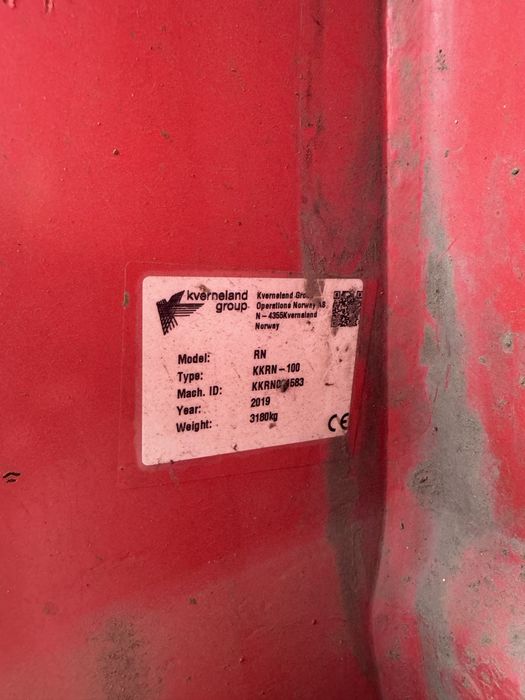 kverneland
group
Kverneland Group
Operations Norway AS
N-4355Kverneland
Norway
Model: RN
Type: KKRN-100
Mach. ID:
Year: 2019
Weight: 3180kg
CE